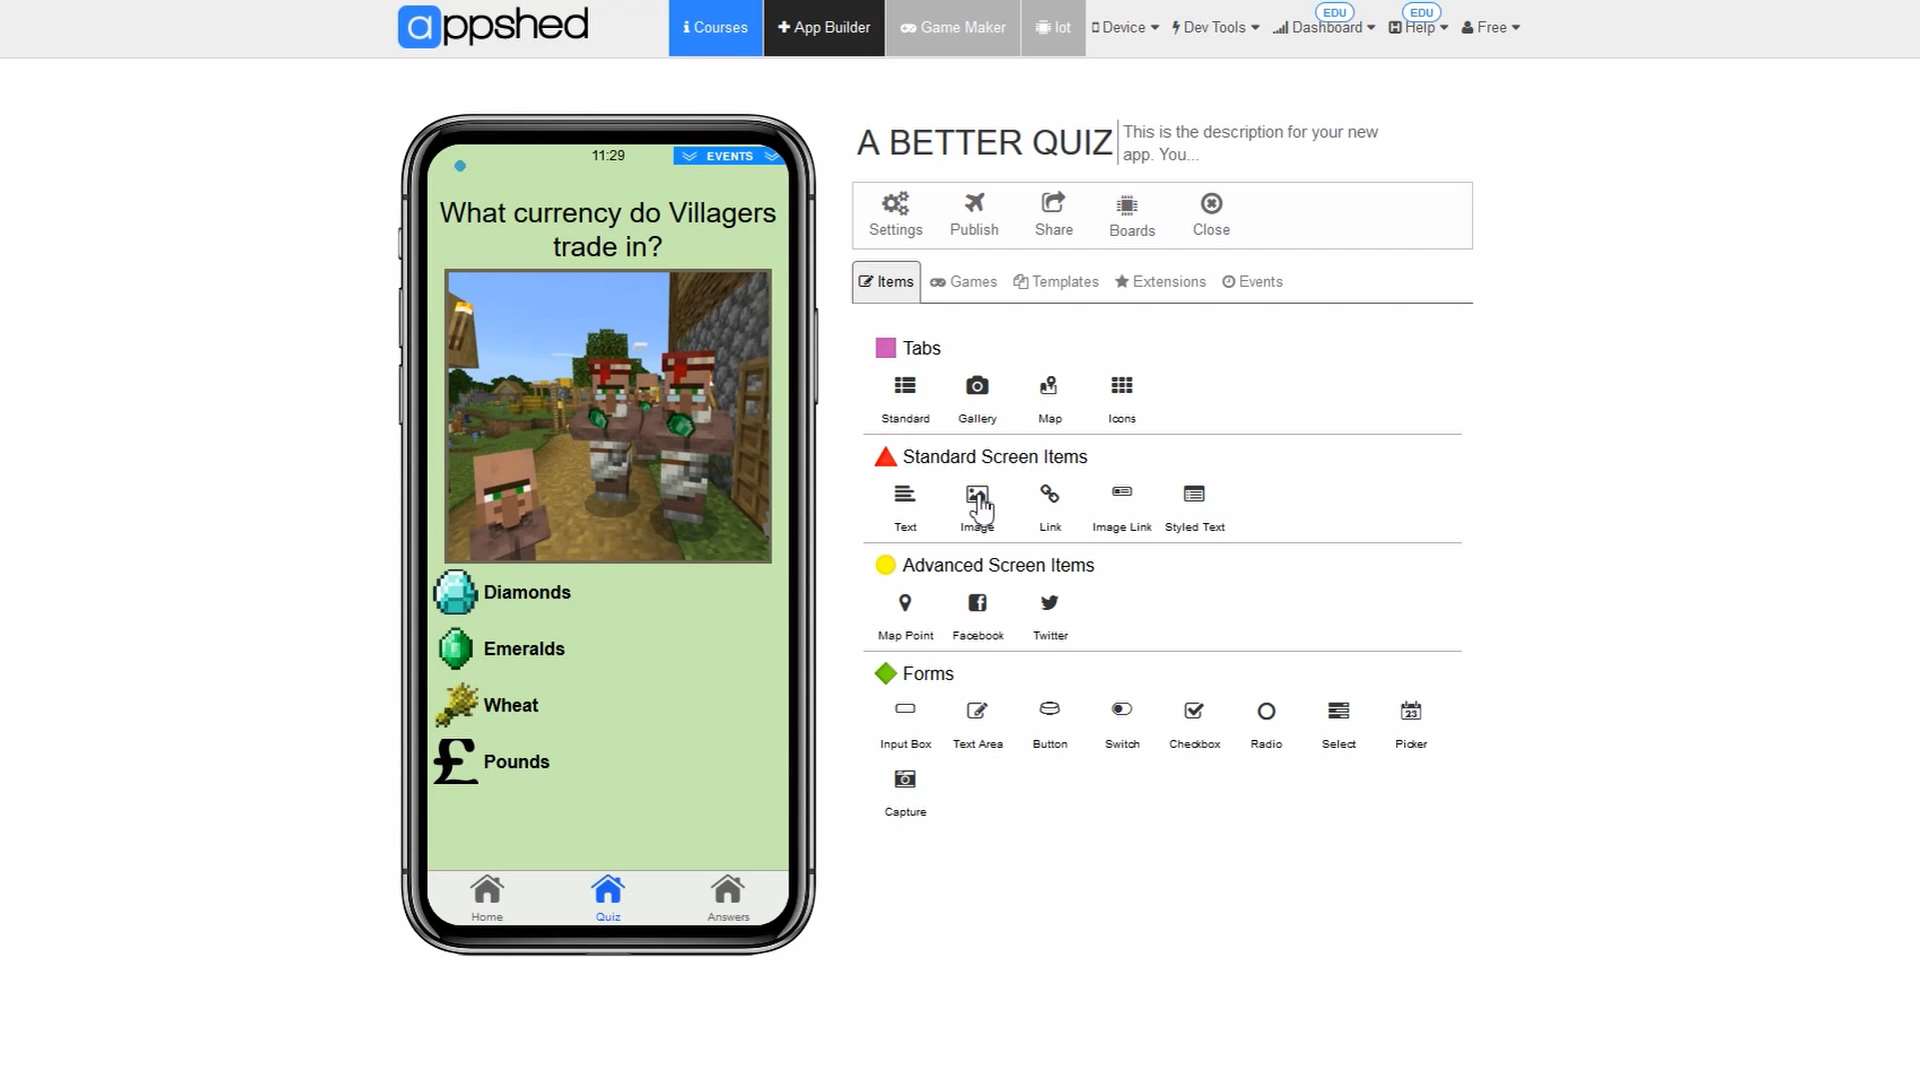 appshed
Courses
App Builder
Game Maker
Iot
Device
Dev Tools
EDU
Dashboard
EDU
Help
Free
11:29
EVENTS
What currency do Villagers
trade in?
Diamonds
Emeralds
Wheat
£ Pounds
Home
Quiz
Answers
A BETTER QUIZ
This is the description for your new
app. You...
Settings
Publish
Share
Boards
Close
Items
Games
Templates
Extensions
Events
Tabs
Standard
Gallery
Map
Icons
Standard Screen Items
Text
Image
Link
Image Link
Styled Text
Advanced Screen Items
Map Point
Facebook
Twitter
Forms
Input Box
Text Area
Button
Switch
Checkbox
Radio
Select
23
Picker
Capture